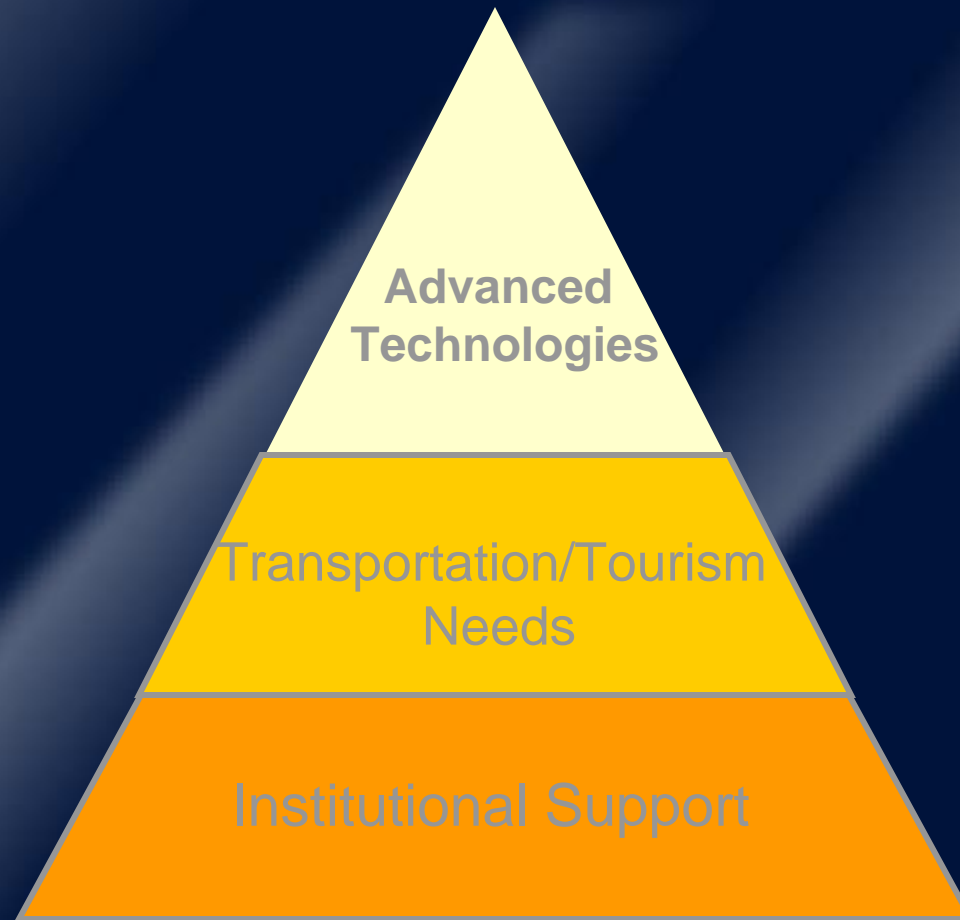 Advanced
Technologies
Transportation/Tourism
Needs
Institutional Support